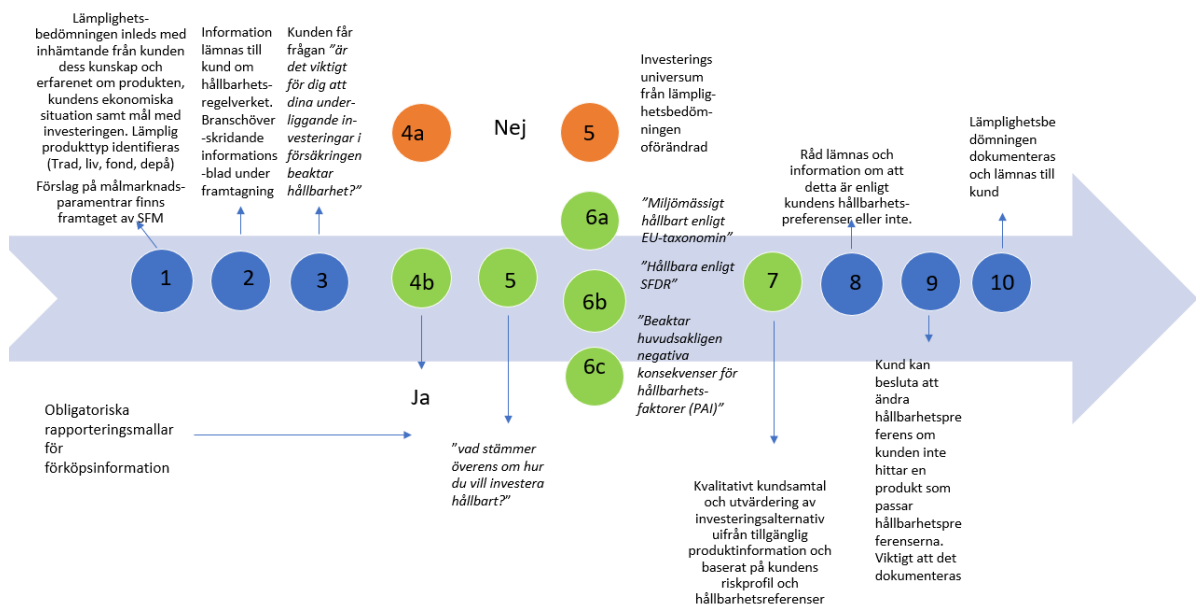 Lämplighets-
bedömningen inleds med
inhämtande från kunden
dess kunskap och
erfarenet om produkten,
kundens ekonomiska
situation samt mål med
investeringen. Lämplig
produkttyp identifieras
(Trad, liv, fond, depå)
Förslag på målmarknads-
paramentrar finns
framtaget av SFM
Information
lämnas till
kund om
hållbarhets-
regelverket.
Branschöver
-skridande
informations
-blad under
framtagning
Kunden får
frågan ”är
det viktigt
för dig att
dina under-
liggande in-
vesteringar i
försäkringen
beaktar
hållbarhet?”
4a
Nej
5
Investerings
universum
från lämplig-
hetsbedöm-
ningen
oförändrad
Råd lämnas och
information om att
detta är enligt
kundens hållbarhets-
preferenser eller inte.
Lämplighetsbe
dömningen
dokumenteras
och lämnas till
kund
1
2
3
4b
5
6a
”Miljömässigt
hållbart enligt
EU-taxonomin”
6b
”Hållbara enligt
SFDR”
6c
”Beaktar
huvudsakligen
negativa
konsekvenser för
hållbarhets-
faktorer (PAI)”
7
8
9
10
Ja
Obligatoriska
rapporteringsmallar
för
förköpsinformation
”vad stämmer
överens om hur
du vill investera
hållbart?”
Kvalitativt kundsamtal
och utvärdering av
investeringsalternativ
uifrån tillgänglig
produktinformation och
baserat på kundens
riskprofil och
hållbarhetsreferenser
Kund kan
besluta att
ändra
hållbarhetspre
ferens om
kunden inte
hittar en
produkt som
passar
hållbarhetspre
ferenserna.
Viktigt att det
dokumenteras